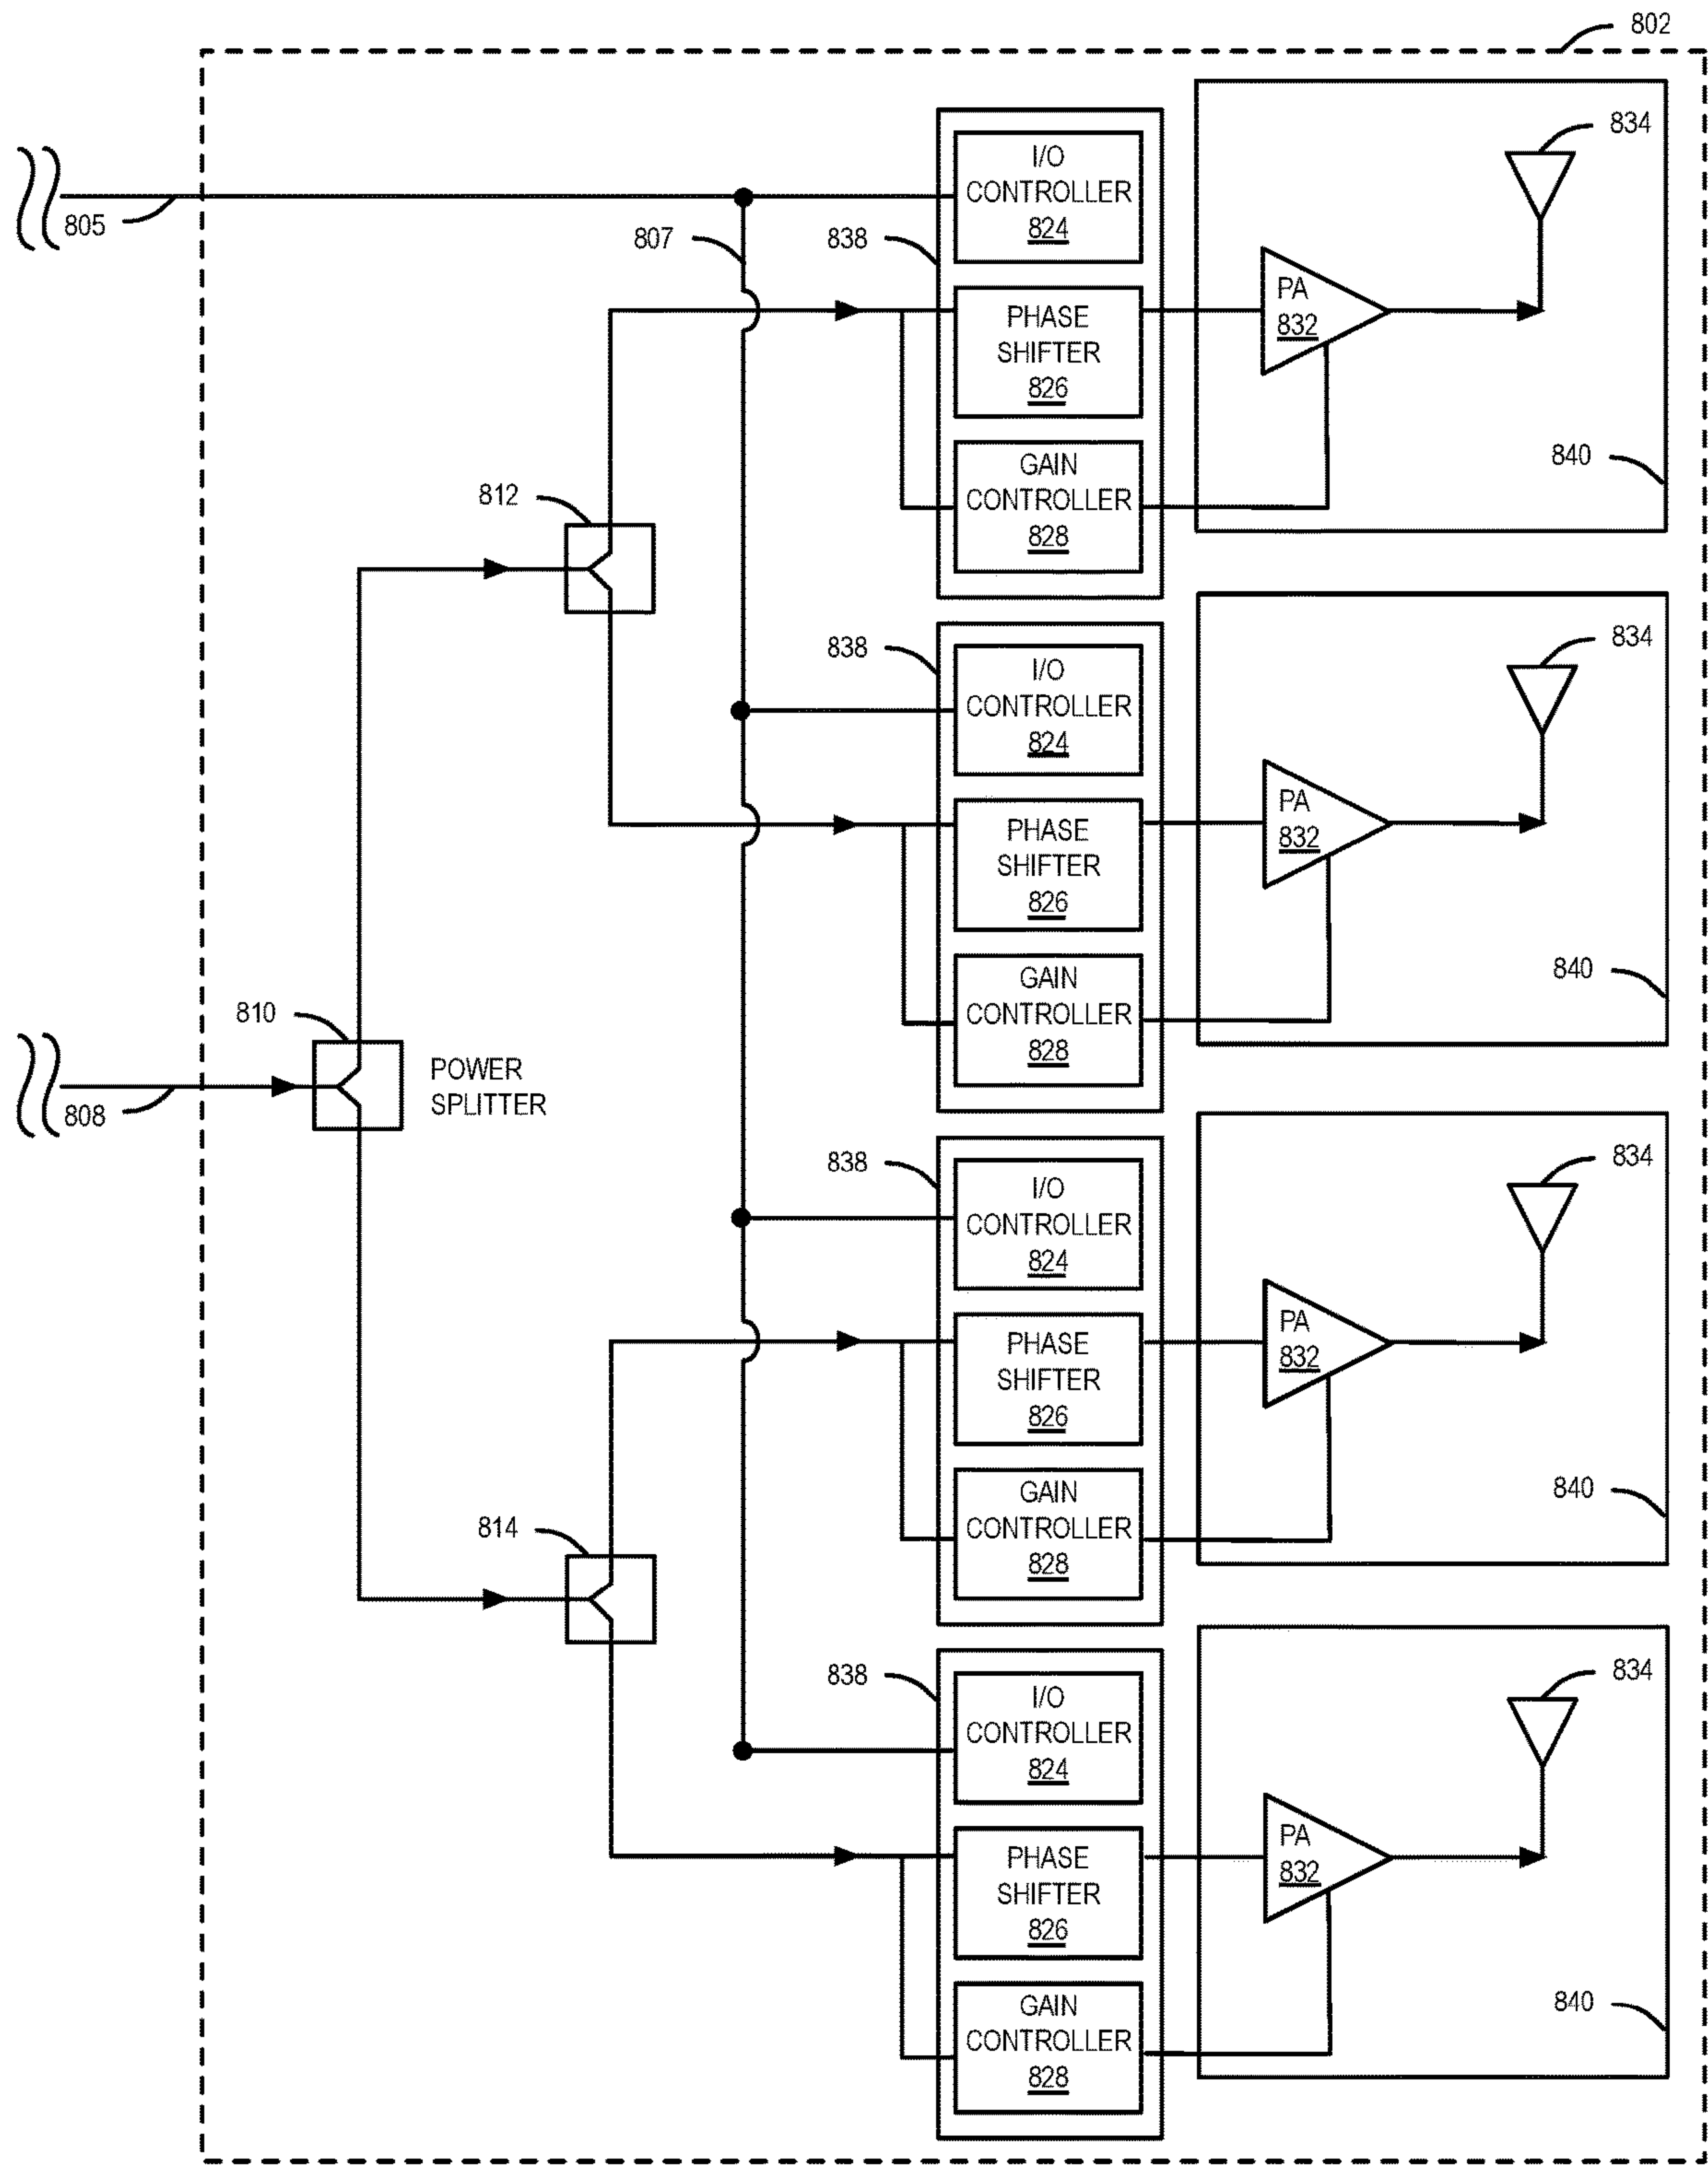 802
834
I/O
CONTROLLER
824
805
807
838
PA
832
PHASE
SHIFTER
826
840
GAIN
CONTROLLER
828
812
834
838
I/O
CONTROLLER
824
PA
832
PHASE
SHIFTER
826
840
GAIN
CONTROLLER
828
810
POWER
SPLITTER
808
834
838
I/O
CONTROLLER
824
PA
832
PHASE
SHIFTER
826
840
GAIN
CONTROLLER
828
814
834
838
I/O
CONTROLLER
824
PA
832
PHASE
SHIFTER
826
840
GAIN
CONTROLLER
828